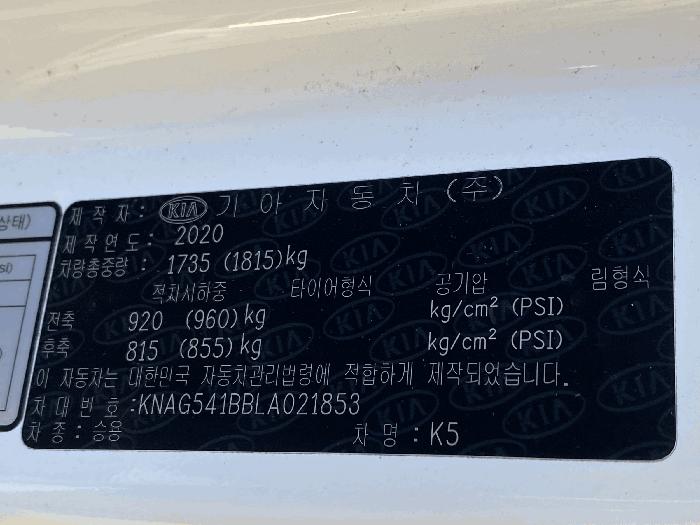 상태)
si)
제 작 자 : KIA 기 아 자 동 차 (주)
제 작 연 도 : 2020
차량총중량 : 1735 (1815)kg
적차시하중 타이어형식 공기압 림형식
전축 920 (960)kg kg/cm² (PSI)
후축 815 (855)kg kg/cm² (PSI)
이 자동차는 대한민국 자동차관리법령에 적합하게 제작되었습니다.
차 대 번 호 :KNAG541BBLA021853
차 종 : 승용 차 명 : K5